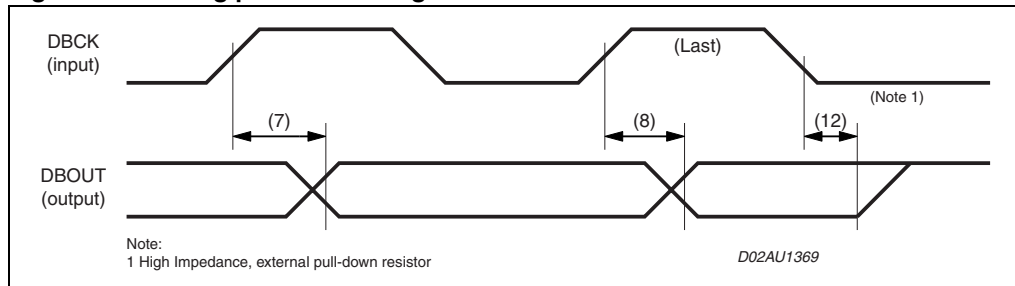 DBCK
(input)
(Last)
(Note 1)
(7)
(8)
(12)
DBOUT
(output)
Note:
1 High Impedance, external pull-down resistor
D02AU1369